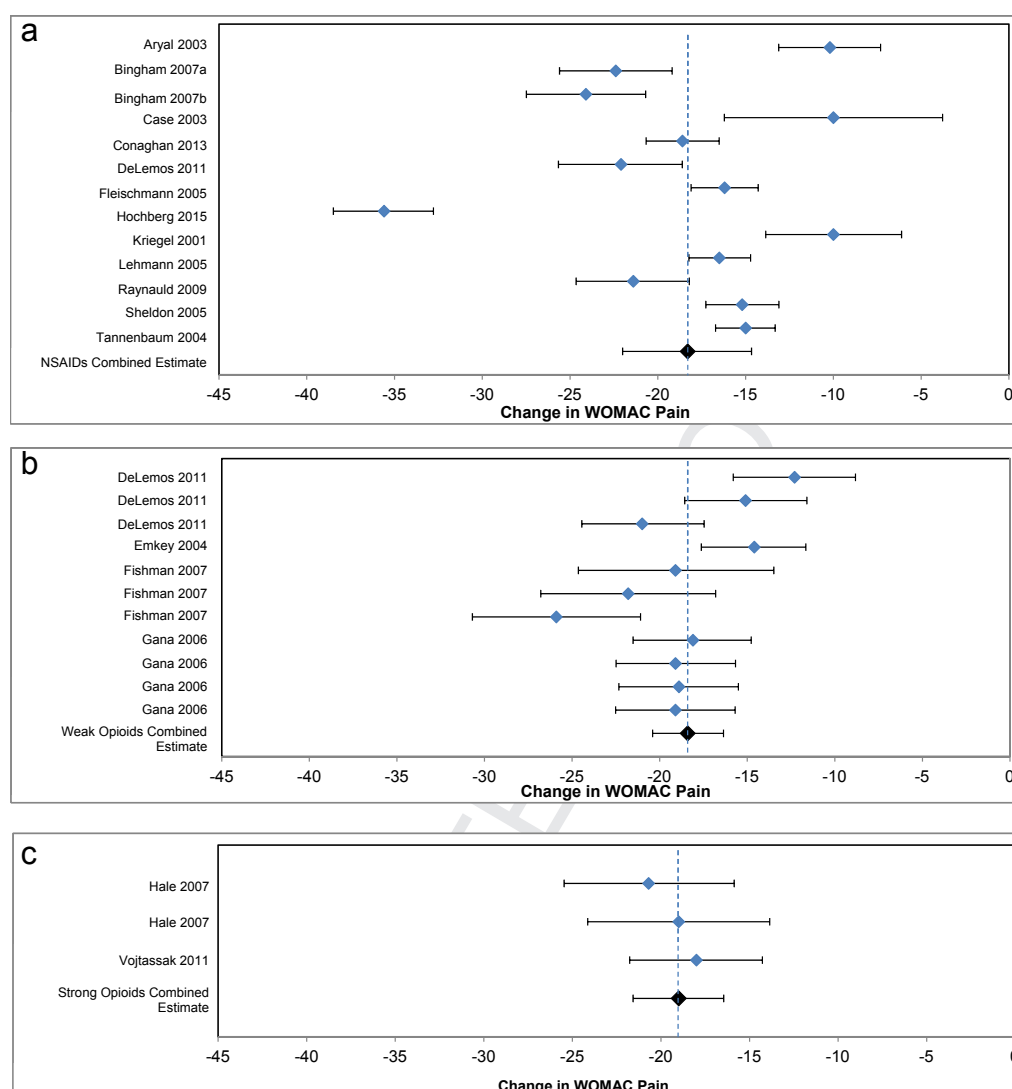 a
Aryal 2003
Bingham 2007a
Bingham 2007b
Case 2003
Conaghan 2013
DeLemos 2011
Fleischmann 2005
Hochberg 2015
Kriegel 2001
Lehmann 2005
Raynauld 2009
Sheldon 2005
Tannenbaum 2004
NSAIDs Combined Estimate
-45 -40 -35 -30 -25 -20 -15 -10 -5 0
Change in WOMAC Pain
b
DeLemos 2011
DeLemos 2011
DeLemos 2011
Emkey 2004
Fishman 2007
Fishman 2007
Fishman 2007
Gana 2006
Gana 2006
Gana 2006
Gana 2006
Weak Opioids Combined
Estimate
-45 -40 -35 -30 -25 -20 -15 -10 -5 0
Change in WOMAC Pain
c
Hale 2007
Hale 2007
Vojtassak 2011
Strong Opioids Combined
Estimate
-45 -40 -35 -30 -25 -20 -15 -10 -5 0
Change in WOMAC Pain